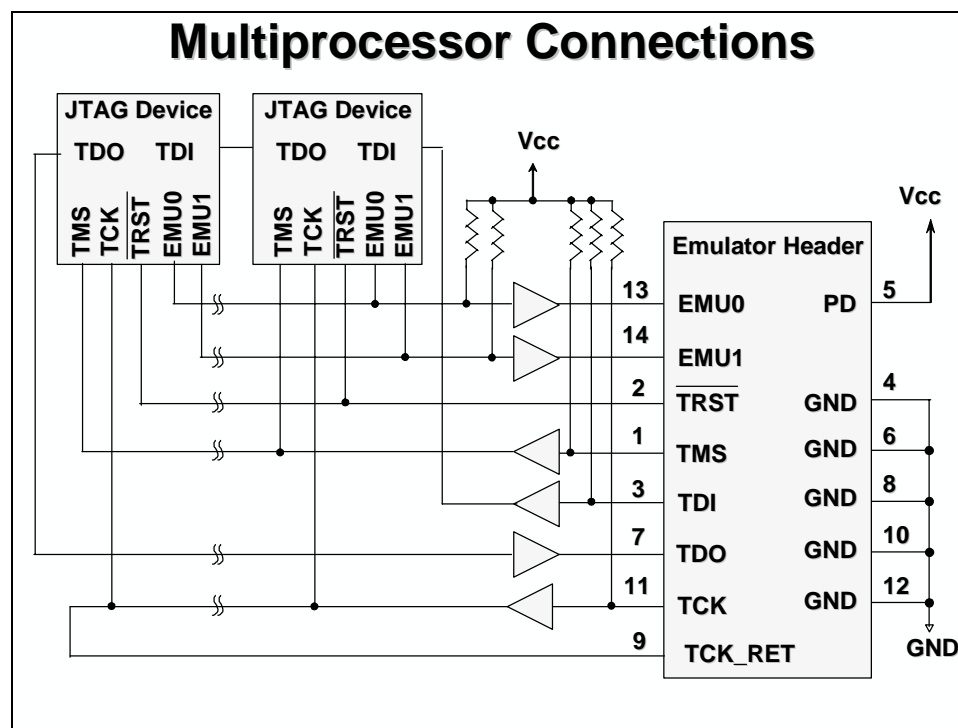 Multiprocessor Connections
JTAG Device
JTAG Device
TDO TDI
TDO TDI
TMS
TCK
TRST
EMU0
EMU1
TMS
TCK
TRST
EMU0
EMU1
Vcc
Vcc
Emulator Header
13 EMU0 PD 5
14 EMU1
2 TRST GND 4
1 TMS GND 6
3 TDI GND 8
7 TDO GND 10
11 TCK GND 12
9 TCK_RET
GND